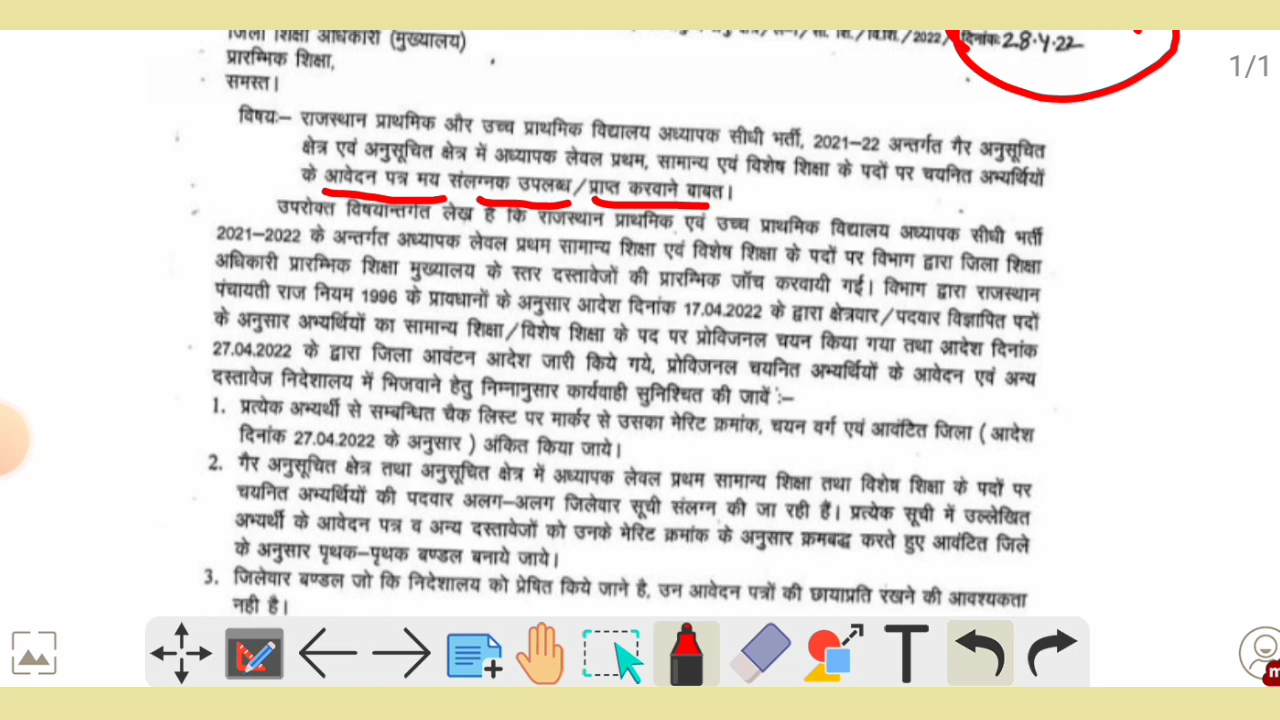 जिला शिक्षा अधिकारी (मुख्यालय)
/2022/ दिनांक 28.4.22
प्रारम्भिक शिक्षा,
समस्त।
1/1
विषयः– राजस्थान प्राथमिक और उच्च प्राथमिक विद्यालय अध्यापक सीधी भर्ती, 2021–22 अन्तर्गत गैर अनुसूचित
क्षेत्र एवं अनुसूचित क्षेत्र में अध्यापक लेवल प्रथम, सामान्य एवं विशेष शिक्षा के पदों पर चयनित अभ्यर्थियों
के आवेदन पत्र मय संलग्नक उपलब्ध/प्राप्त करवाने बाबत।
उपरोक्त विषयान्तर्गत लेख है कि राजस्थान प्राथमिक एवं उच्च प्राथमिक विद्यालय अध्यापक सीधी भर्ती
2021–2022 के अन्तर्गत अध्यापक लेवल प्रथम सामान्य शिक्षा एवं विशेष शिक्षा के पदों पर विभाग द्वारा जिला शिक्षा
अधिकारी प्रारम्भिक शिक्षा मुख्यालय के स्तर दस्तावेजों की प्रारम्भिक जॉच करवायी गई। विभाग द्वारा राजस्थान
पंचायती राज नियम 1996 के प्रावधानों के अनुसार आदेश दिनांक 17.04.2022 के द्वारा क्षेत्रवार/पदवार विज्ञापित पदों
के अनुसार अभ्यर्थियों का सामान्य शिक्षा/विशेष शिक्षा के पद पर प्रोविजनल चयन किया गया तथा आदेश दिनांक
27.04.2022 के द्वारा जिला आवंटन आदेश जारी किये गये, प्रोविजनल चयनित अभ्यर्थियों के आवेदन एवं अन्य
दस्तावेज निदेशालय में भिजवाने हेतु निम्नानुसार कार्यवाही सुनिश्चित की जावें :–
1. प्रत्येक अभ्यर्थी से सम्बन्धित चैक लिस्ट पर मार्कर से उसका मेरिट क्रमांक, चयन वर्ग एवं आवंटित जिला ( आदेश
दिनांक 27.04.2022 के अनुसार ) अंकित किया जाये।
2. गैर अनुसूचित क्षेत्र तथा अनुसूचित क्षेत्र में अध्यापक लेवल प्रथम सामान्य शिक्षा तथा विशेष शिक्षा के पदों पर
चयनित अभ्यर्थियों की पदवार अलग–अलग जिलेवार सूची संलग्न की जा रही हैं। प्रत्येक सूची में उल्लेखित
अभ्यर्थी के आवेदन पत्र व अन्य दस्तावेजों को उनके मेरिट क्रमांक के अनुसार क्रमबद्ध करते हुए आवंटित जिले
के अनुसार पृथक–पृथक बण्डल बनाये जाये।
3. जिलेवार बण्डल जो कि निदेशालय को प्रेषित किये जाने है, उन आवेदन पत्रों की छायाप्रति रखने की आवश्यकता
नही है।
T